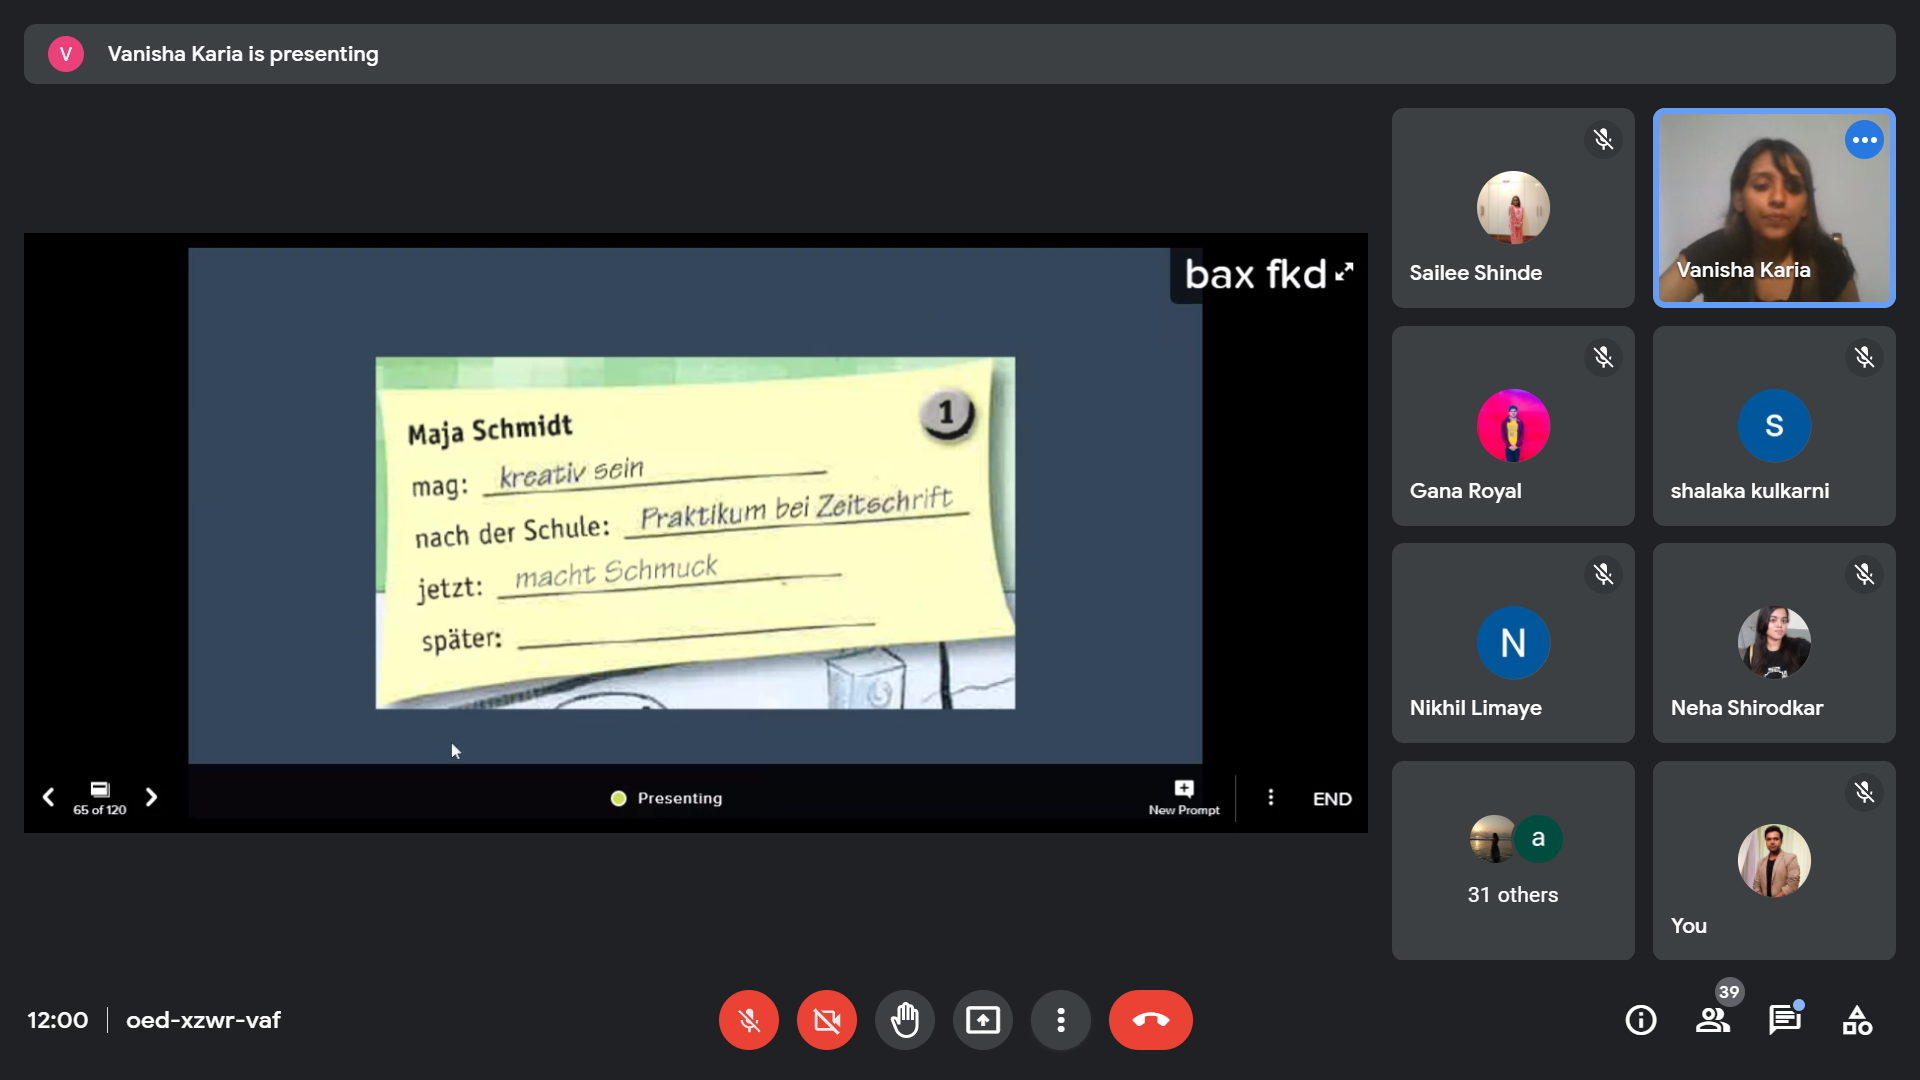 V Vanisha Karia is presenting
bax fkd
Maja Schmidt
1
mag: kreativ sein
nach der Schule: Praktikum bei Zeitschrift
jetzt: macht Schmuck
später:
65 of 120
Presenting
New Prompt
END
Sailee Shinde
Vanisha Karia
Gana Royal
S
shalaka kulkarni
N
Nikhil Limaye
Neha Shirodkar
a
31 others
You
12:00
oed-xzwr-vaf
39